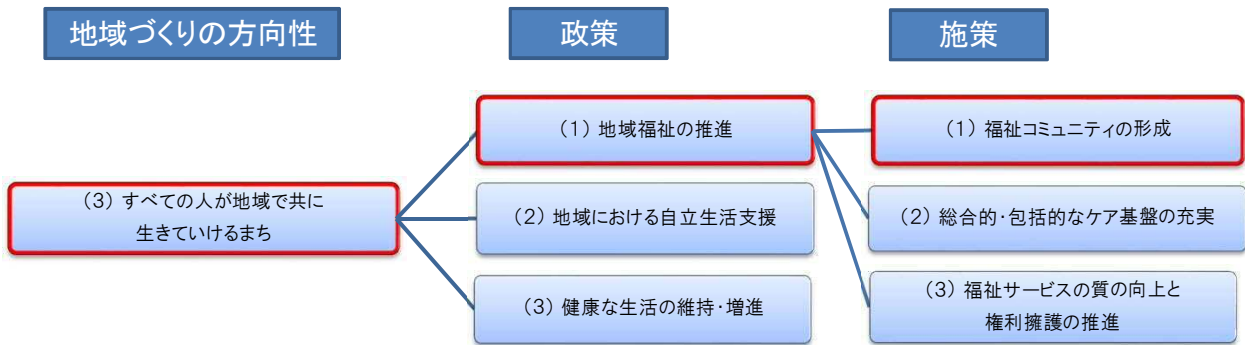 地域づくりの方向性
政策
施策
(3) すべての人が地域で共に
生きていけるまち
(1) 地域福祉の推進
(2) 地域における自立生活支援
(3) 健康な生活の維持・増進
(1) 福祉コミュニティの形成
(2) 総合的・包括的なケア基盤の充実
(3) 福祉サービスの質の向上と
権利擁護の推進